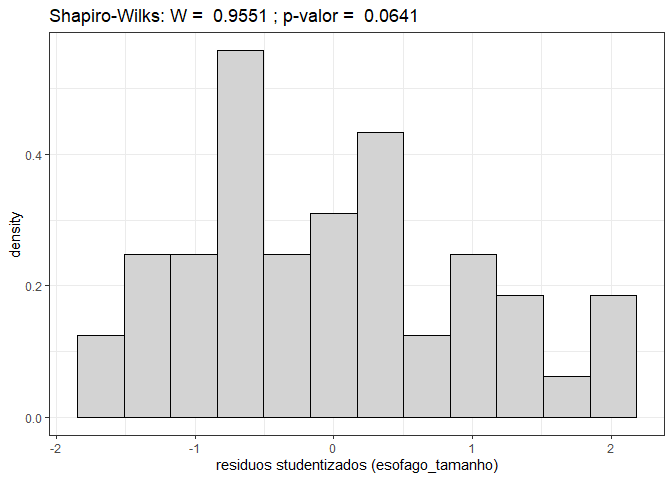 Shapiro-Wilks: W =  0.9551 ; p-valor =  0.0641
density
0.4
0.2
0.0
-2 -1 0 1 2
residuos studentizados (esofago_tamanho)